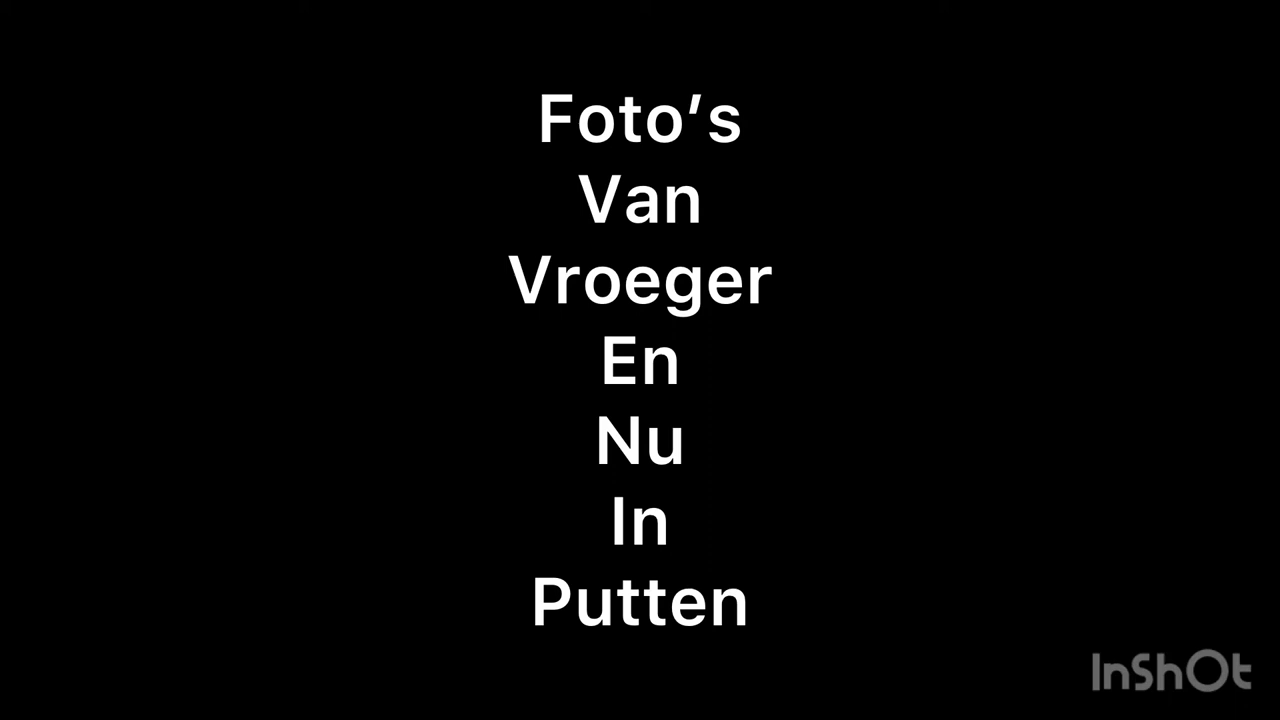 Foto’s
Van
Vroeger
En
Nu
In
Putten
InShOt